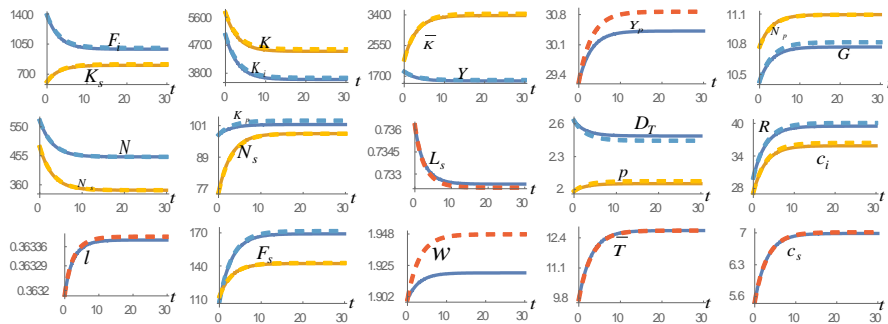 1400 5600 3400 30.8 11.1
F_i K K̄ Y_p N_p 10.8
1000 4700 2550 30.1 G
700 K_s 3800 K 1700 Y 29.4 10.5
0 10 20 30 t 0 10 20 30 t 0 10 20 30 t 0 10 20 30 t 0 10 20 30 t
550 101 K_p 0.736 2.6 D_T 40 R
N N_s 0.7345 L_s 2.3 p c_i
455 89 0.733 2 34
360 77 27
0 10 20 30 t 0 10 20 30 t 0 10 20 30 t 0 10 20 30 t 0 10 20 30 t
0.36336 l 170 F_s 1.948 W 12.7 T̄ 7 c_s
0.36329 140 1.925 11.2 6.3
0.3632 110 1.902 9.7 5.6
0 10 20 30 t 0 10 20 30 t 0 10 20 30 t 0 10 20 30 t 0 10 20 30 t